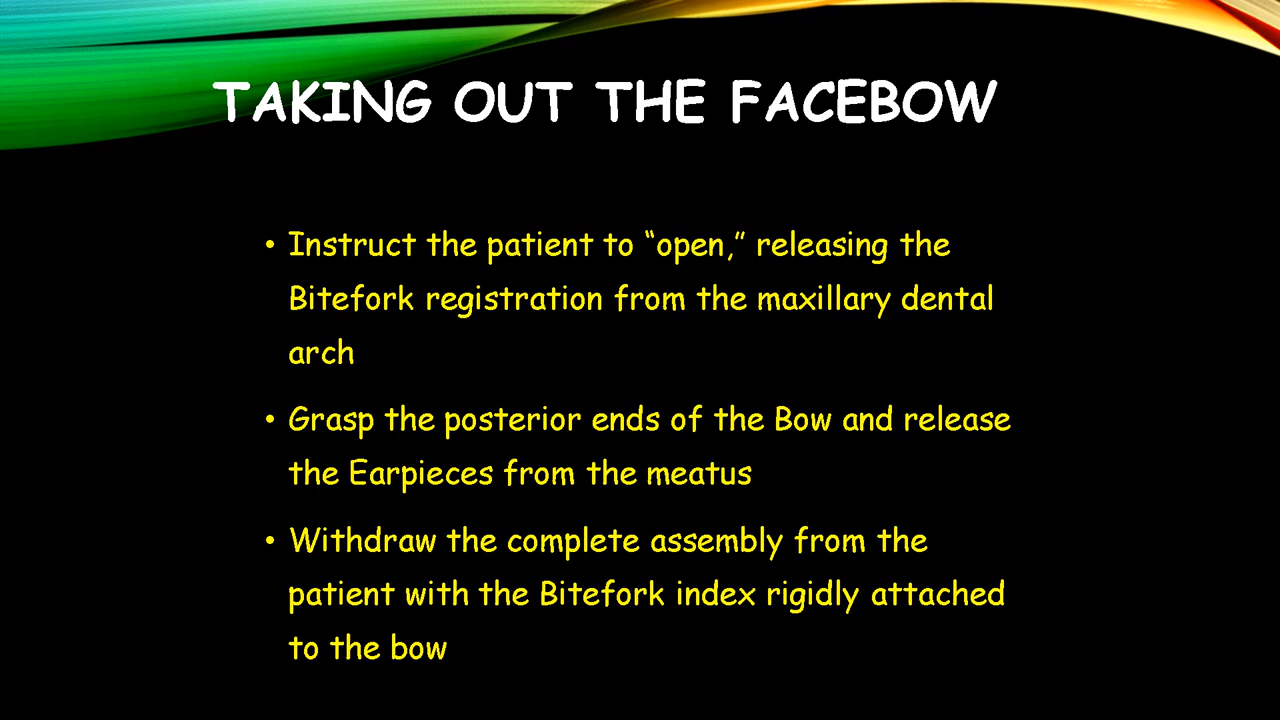 TAKING OUT THE FACEBOW
• Instruct the patient to “open,” releasing the
Bitefork registration from the maxillary dental
arch
• Grasp the posterior ends of the Bow and release
the Earpieces from the meatus
• Withdraw the complete assembly from the
patient with the Bitefork index rigidly attached
to the bow